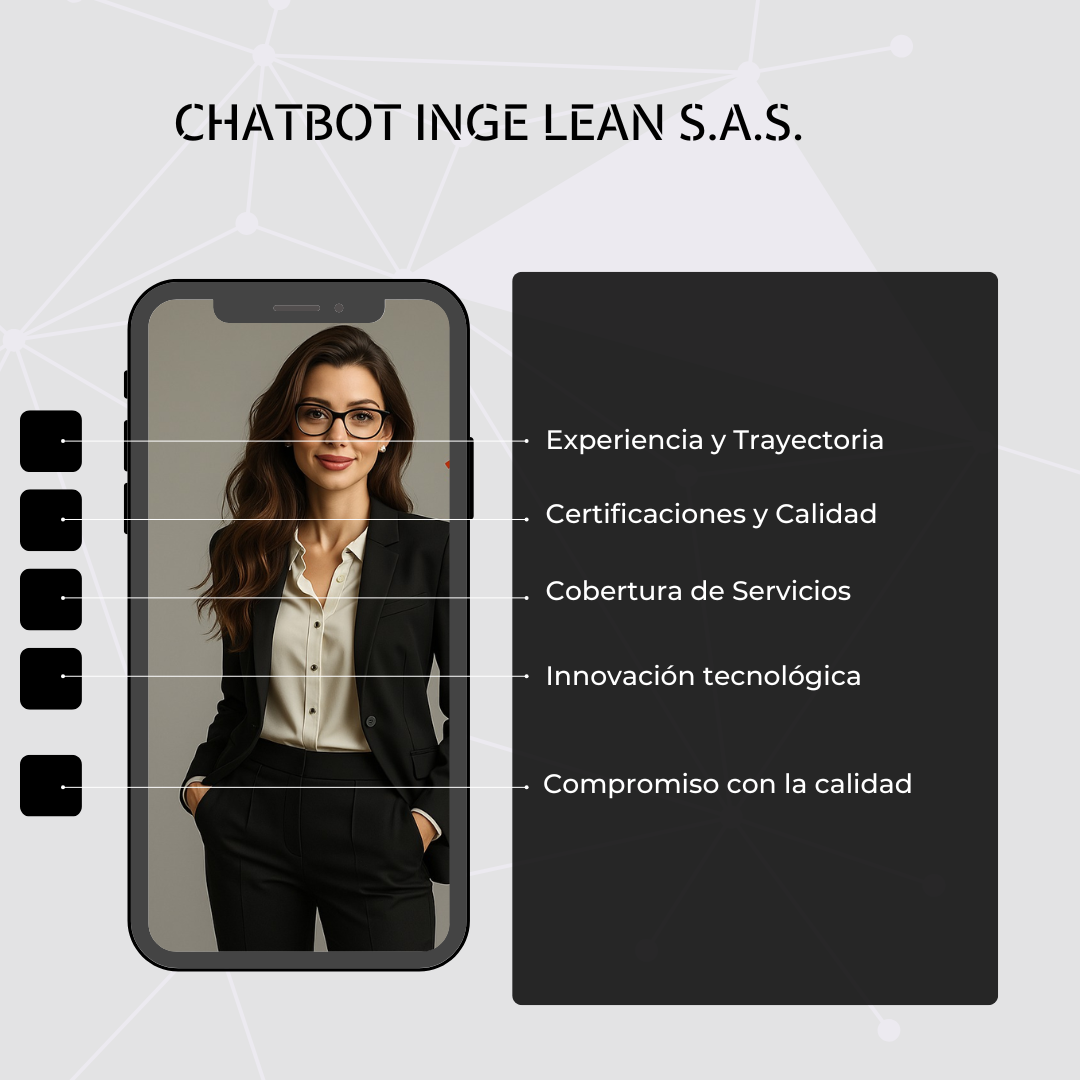 CHATBOT INGE LEAN S.A.S.
Experiencia y Trayectoria
Certificaciones y Calidad
Cobertura de Servicios
Innovación tecnológica
Compromiso con la calidad